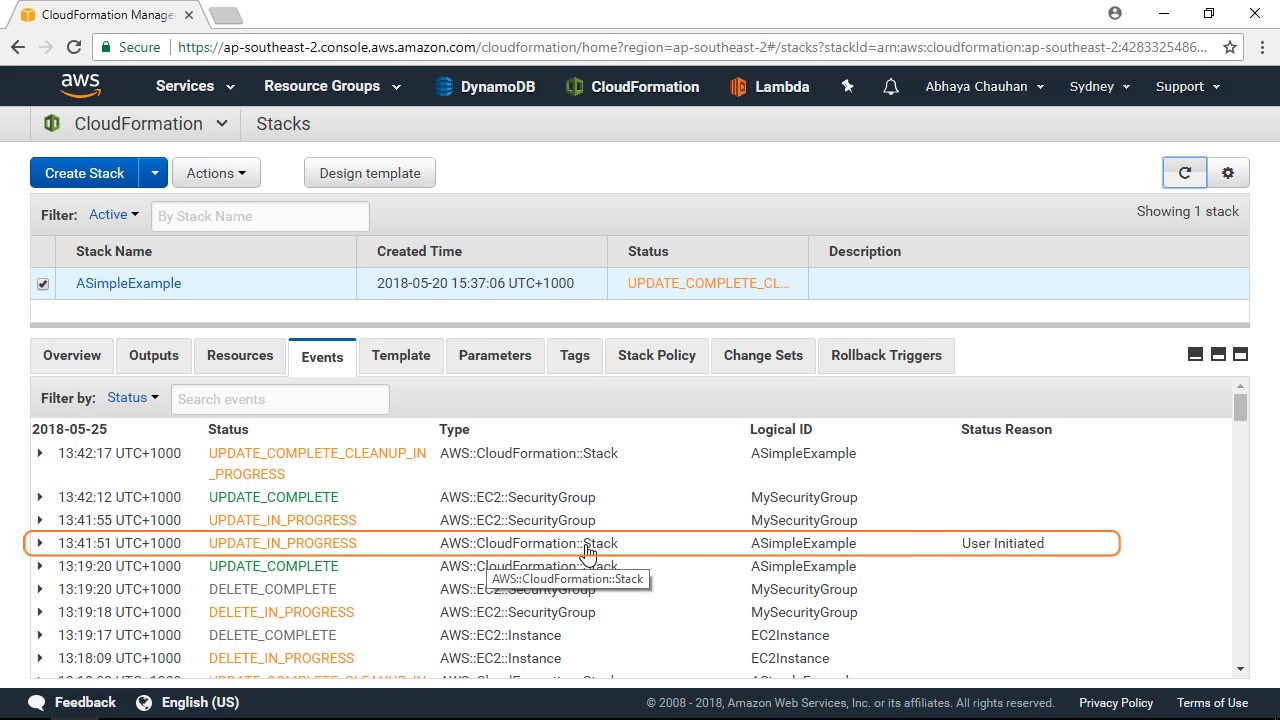 CloudFormation Manage
Secure https://ap-southeast-2.console.aws.amazon.com/cloudformation/home?region=ap-southeast-2#/stacks?stackId=arn:aws:cloudformation:ap-southeast-2:4283325486...
aws Services Resource Groups DynamoDB CloudFormation Lambda Abhaya Chauhan Sydney Support
CloudFormation Stacks
Create Stack Actions Design template
Filter: Active By Stack Name Showing 1 stack
Stack Name Created Time Status Description
ASimpleExample 2018-05-20 15:37:06 UTC+1000 UPDATE_COMPLETE_CL...
Overview Outputs Resources Events Template Parameters Tags Stack Policy Change Sets Rollback Triggers
Filter by: Status Search events
2018-05-25 Status Type Logical ID Status Reason
13:42:17 UTC+1000 UPDATE_COMPLETE_CLEANUP_IN AWS::CloudFormation::Stack ASimpleExample
_PROGRESS
13:42:12 UTC+1000 UPDATE_COMPLETE AWS::EC2::SecurityGroup MySecurityGroup
13:41:55 UTC+1000 UPDATE_IN_PROGRESS AWS::EC2::SecurityGroup MySecurityGroup
13:41:51 UTC+1000 UPDATE_IN_PROGRESS AWS::CloudFormation::Stack ASimpleExample User Initiated
13:19:20 UTC+1000 UPDATE_COMPLETE AWS::CloudFormation::Stack ASimpleExample
AWS::CloudFormation::Stack
13:19:20 UTC+1000 DELETE_COMPLETE AWS::EC2::SecurityGroup MySecurityGroup
13:19:18 UTC+1000 DELETE_IN_PROGRESS AWS::EC2::SecurityGroup MySecurityGroup
13:19:17 UTC+1000 DELETE_COMPLETE AWS::EC2::Instance EC2Instance
13:18:09 UTC+1000 DELETE_IN_PROGRESS AWS::EC2::Instance EC2Instance
Feedback English (US) © 2008 - 2018, Amazon Web Services, Inc. or its affiliates. All rights reserved. Privacy Policy Terms of Use